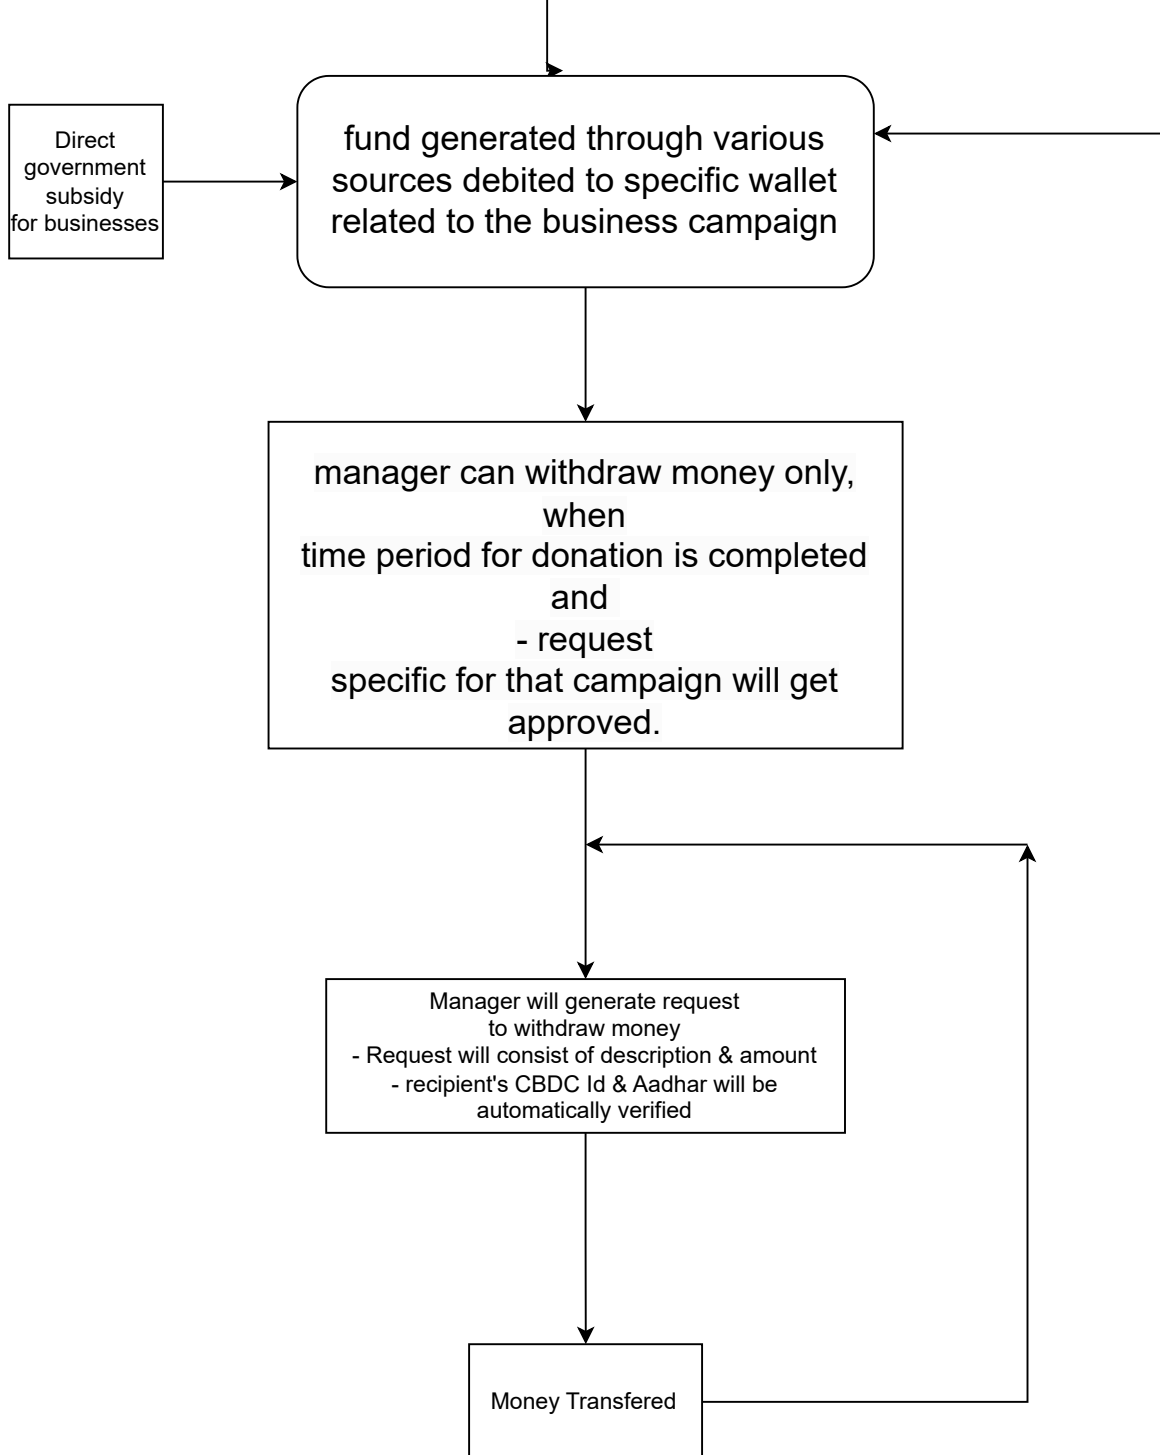 Direct
government
subsidy
for businesses
fund generated through various
sources debited to specific wallet
related to the business campaign
manager can withdraw money only,
when
time period for donation is completed
and
- request
specific for that campaign will get
approved.
Manager will generate request
to withdraw money
- Request will consist of description & amount
- recipient's CBDC Id & Aadhar will be
automatically verified
Money Transfered